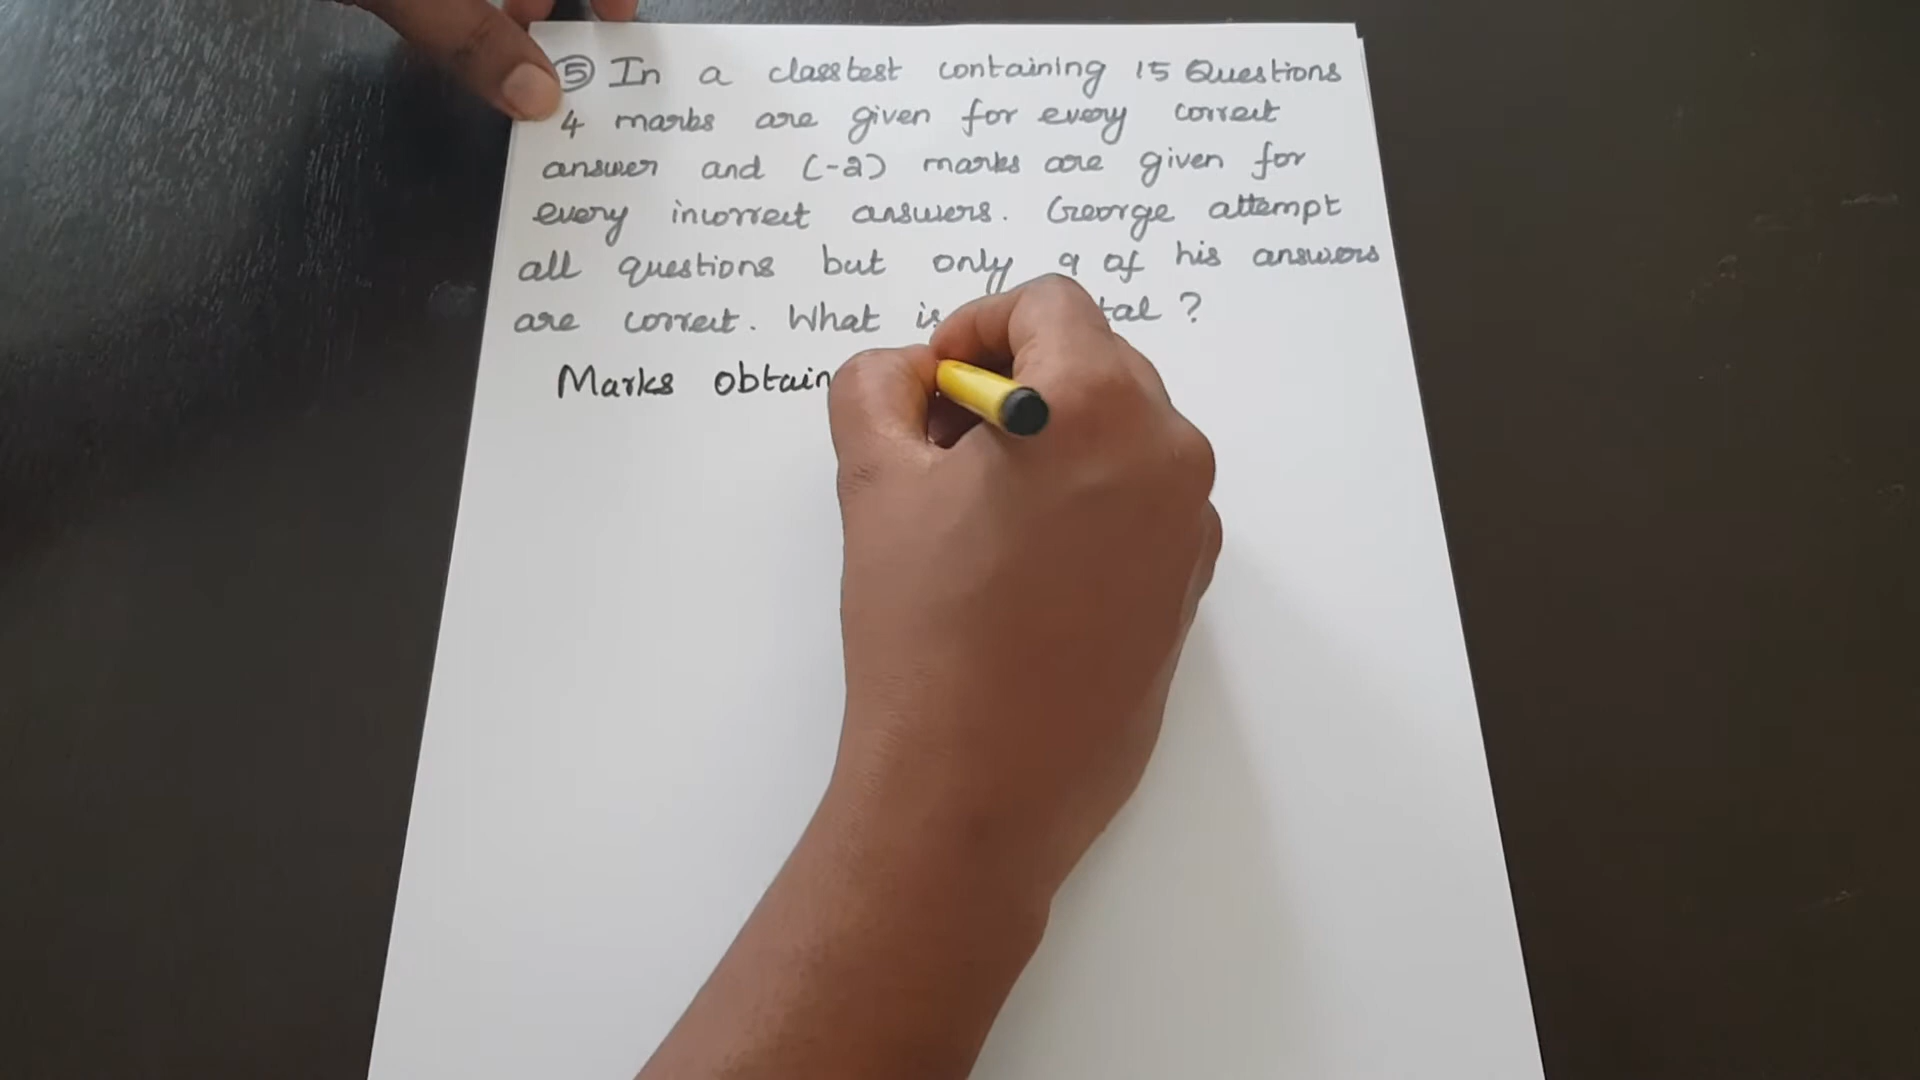 ⑤ In a class test containing 15 Questions
4 marks are given for every correct
answer and (-2) marks are given for
every incorrect answers. George attempt
all questions but only 9 of his answers
are correct. What is ?
Marks obtain